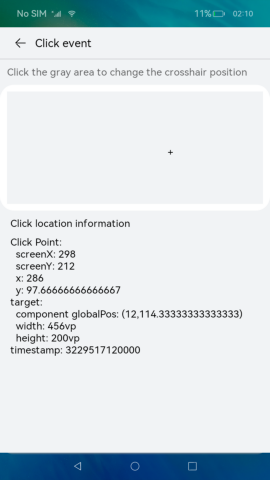 No SIM 11% 02:10
← Click event
Click the gray area to change the crosshair position
+
Click location information
Click Point:
screenX: 298
screenY: 212
x: 286
y: 97.66666666666667
target:
component globalPos: (12,114.33333333333333)
width: 456vp
height: 200vp
timestamp: 3229517120000